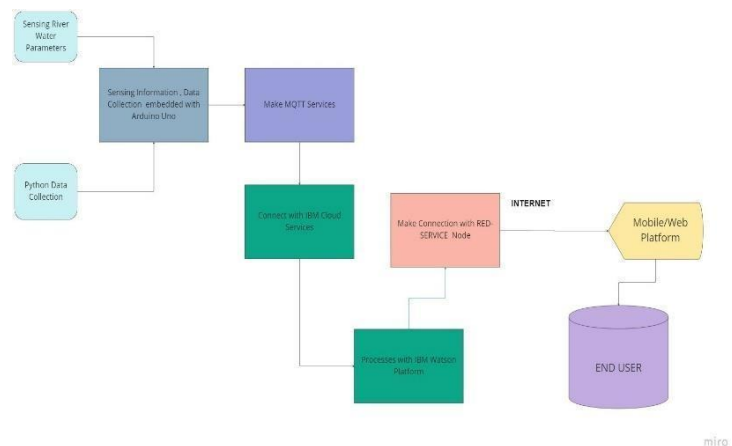 Sensing River
Water
Parameters
Sensing Information , Data
Collection embedded with
Arduino Uno
Make MQTT Services
Python Data
Collection
Connect with IBM Cloud
Services
Processes with IBM Watson
Platform
Make Connection with RED-
SERVICE Node
INTERNET
Mobile/Web
Platform
END USER
miro